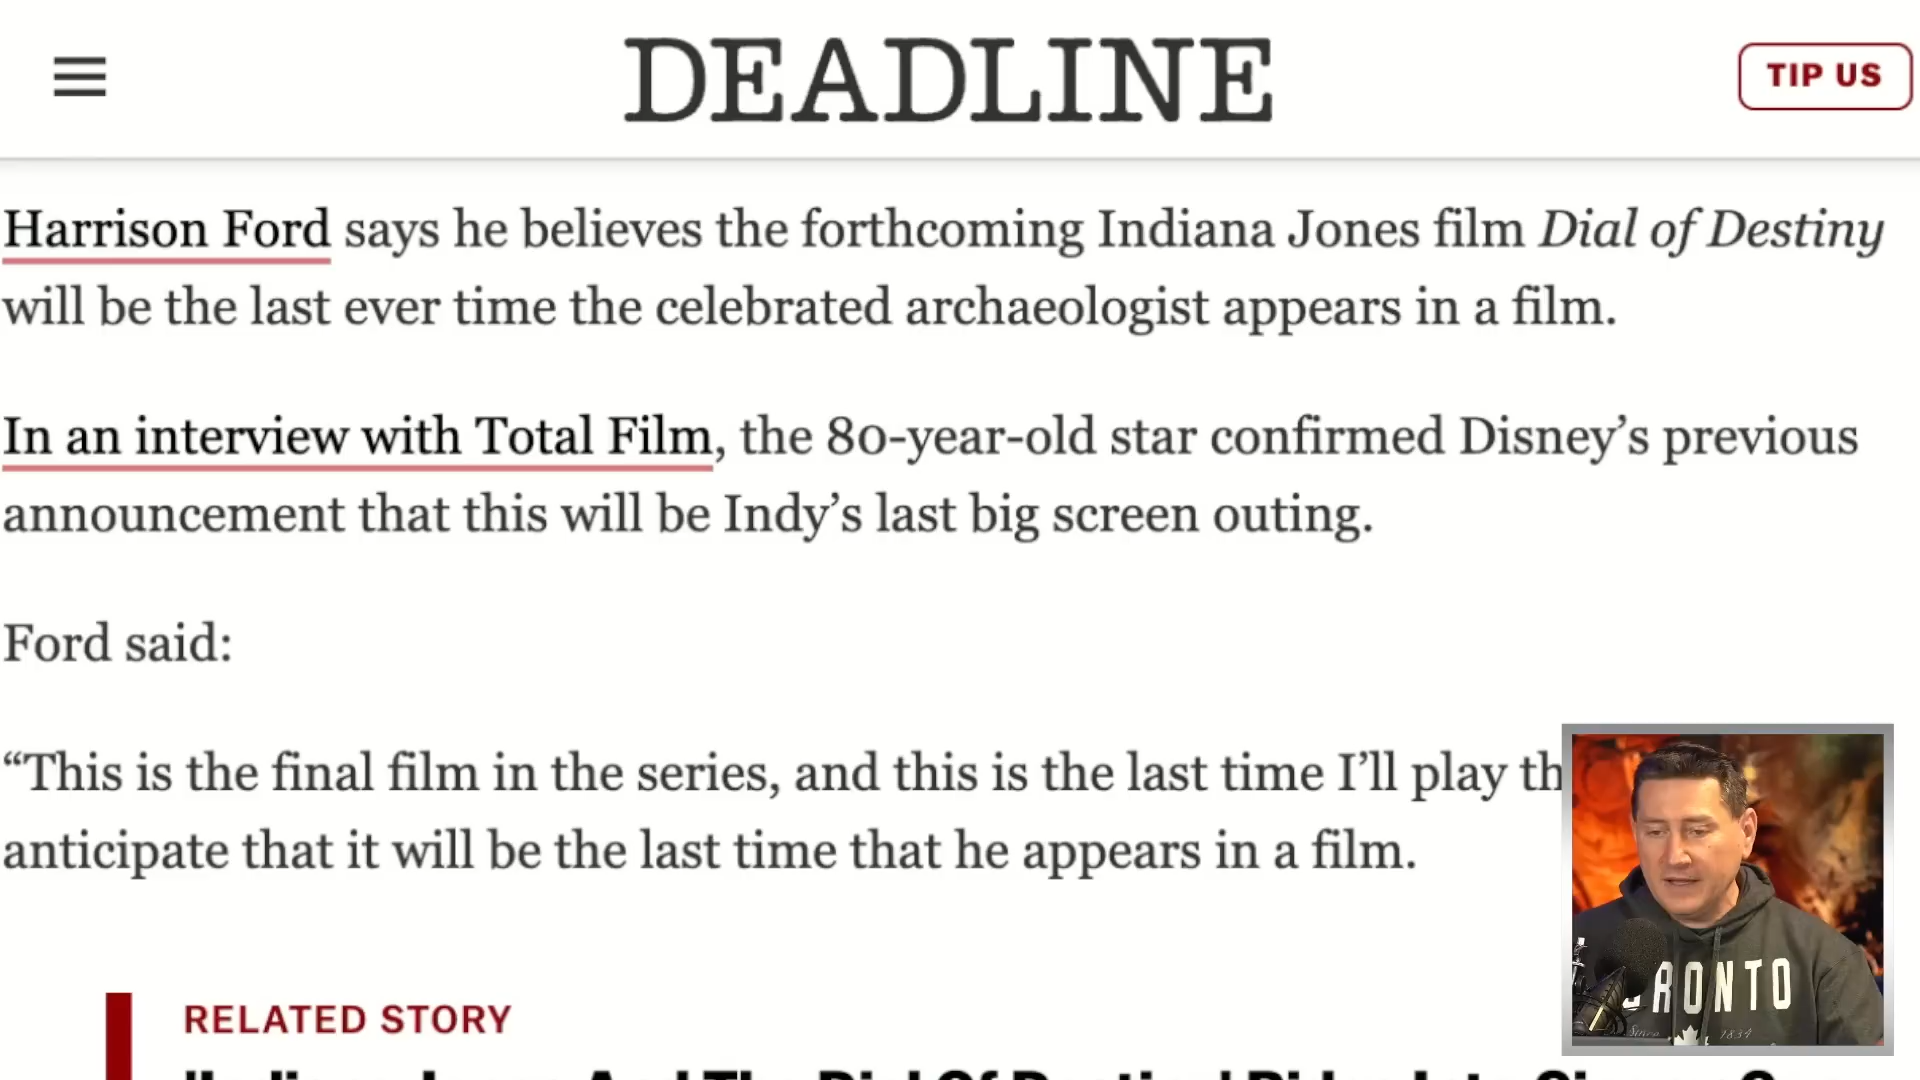 DEADLINE
TIP US
Harrison Ford says he believes the forthcoming Indiana Jones film Dial of Destiny
will be the last ever time the celebrated archaeologist appears in a film.
In an interview with Total Film, the 80-year-old star confirmed Disney’s previous
announcement that this will be Indy’s last big screen outing.
Ford said:
“This is the final film in the series, and this is the last time I’ll play th
anticipate that it will be the last time that he appears in a film.
RONTO
Since 1834
RELATED STORY